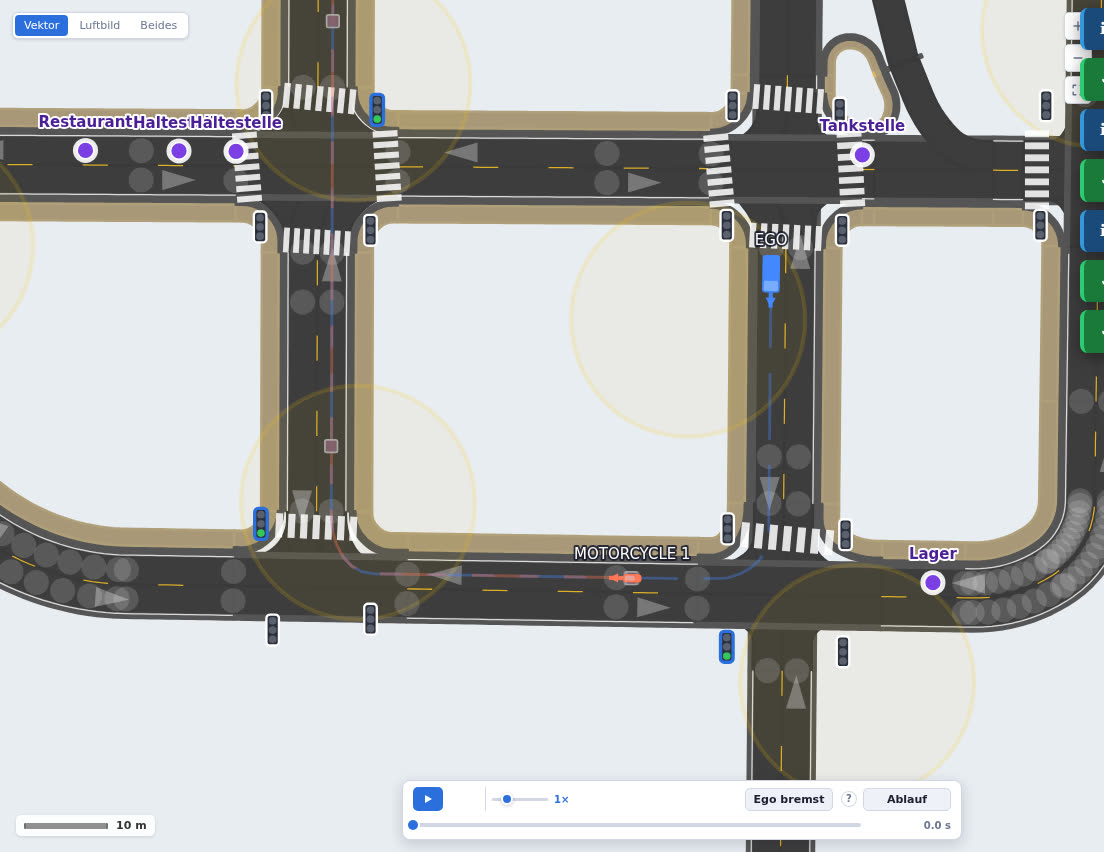 Vektor Luftbild Beides
Restaurant Haltes Haltestelle
Tankstelle
EGO
MOTORCYCLE 1
Lager
1× Ego bremst ? Ablauf
10 m
0.0 s